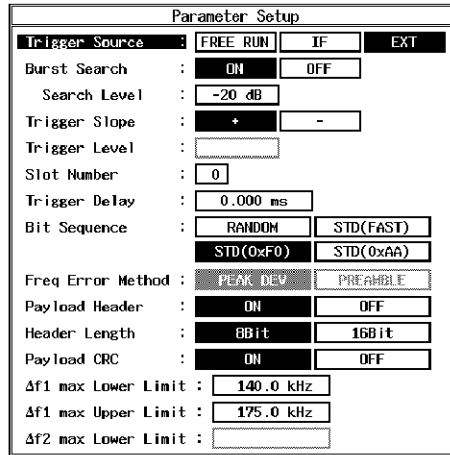 Parameter Setup
Trigger Source : FREE RUN IF EXT
Burst Search : ON OFF
Search Level : -20 dB
Trigger Slope : + -
Trigger Level :
Slot Number : 0
Trigger Delay : 0.000 ms
Bit Sequence : RANDOM STD(FAST)
STD(0xF0) STD(0xAA)
Freq Error Method : PEAK DEV PREAMBLE
Payload Header : ON OFF
Header Length : 8Bit 16Bit
Payload CRC : ON OFF
Δf1 max Lower Limit : 140.0 kHz
Δf1 max Upper Limit : 175.0 kHz
Δf2 max Lower Limit :